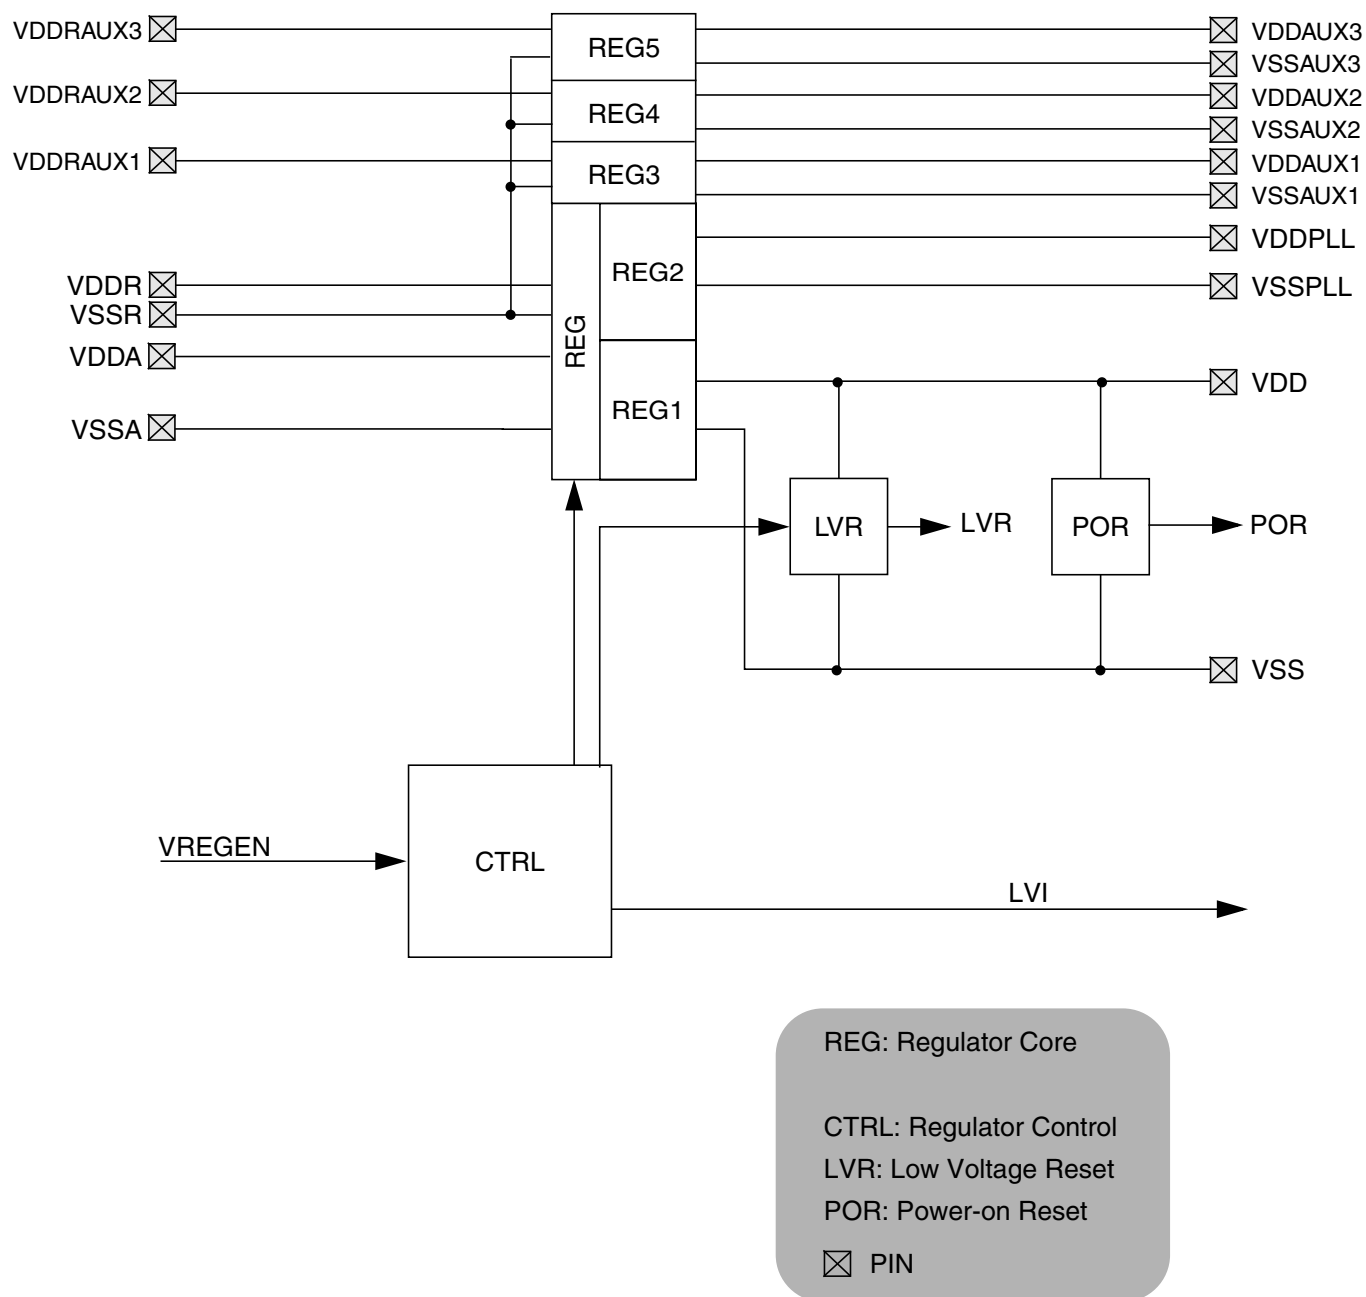 VDDRAUX3
REG5
VDDAUX3
VSSAUX3
VDDRAUX2
REG4
VDDAUX2
VSSAUX2
VDDRAUX1
REG3
VDDAUX1
VSSAUX1
VDDPLL
REG2
VDDR
VSSPLL
VSSR
REG
VDDA
VDD
REG1
VSSA
LVR
LVR
POR
POR
VSS
VREGEN
CTRL
LVI
REG: Regulator Core
CTRL: Regulator Control
LVR: Low Voltage Reset
POR: Power-on Reset
PIN